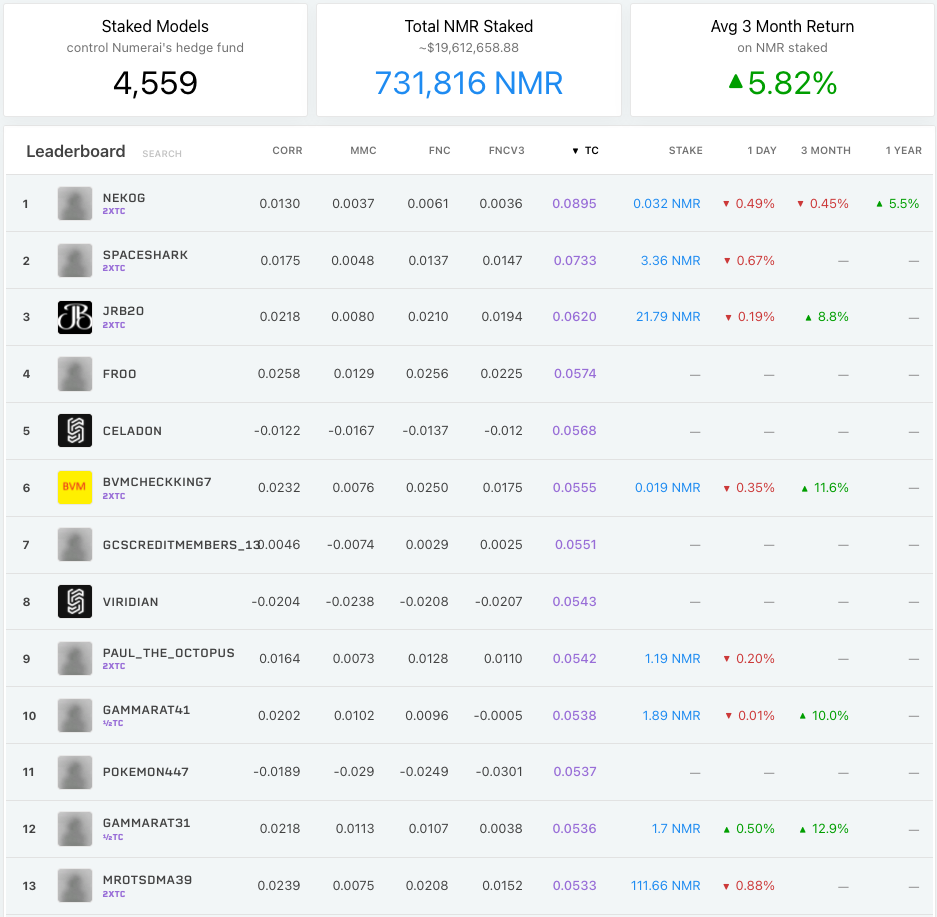 Staked Models
control Numerai's hedge fund
4,559
Total NMR Staked
~$19,612,658.88
731,816 NMR
Avg 3 Month Return
on NMR staked
▲5.82%
Leaderboard SEARCH CORR MMC FNC FNCV3 ▼ TC STAKE 1 DAY 3 MONTH 1 YEAR
1 NEKOG 0.0130 0.0037 0.0061 0.0036 0.0895 0.032 NMR ▼ 0.49% ▼ 0.45% ▲ 5.5%
2XTC
2 SPACESHARK 0.0175 0.0048 0.0137 0.0147 0.0733 3.36 NMR ▼ 0.67% — —
2XTC
3 JB JRB20 0.0218 0.0080 0.0210 0.0194 0.0620 21.79 NMR ▼ 0.19% ▲ 8.8% —
2XTC
4 FROO 0.0258 0.0129 0.0256 0.0225 0.0574 — — — —
5 CELADON -0.0122 -0.0167 -0.0137 -0.012 0.0568 — — — —
6 BVM BVMCHECKKING7 0.0232 0.0076 0.0250 0.0175 0.0555 0.019 NMR ▼ 0.35% ▲ 11.6% —
2XTC
7 GCSCREDITMEMBERS_13 0.0046 -0.0074 0.0029 0.0025 0.0551 — — — —
8 VIRIDIAN -0.0204 -0.0238 -0.0208 -0.0207 0.0543 — — — —
9 PAUL_THE_OCTOPUS 0.0164 0.0073 0.0128 0.0110 0.0542 1.19 NMR ▼ 0.20% — —
2XTC
10 GAMMARAT41 0.0202 0.0102 0.0096 -0.0005 0.0538 1.89 NMR ▼ 0.01% ▲ 10.0% —
½TC
11 POKEMON447 -0.0189 -0.029 -0.0249 -0.0301 0.0537 — — — —
12 GAMMARAT31 0.0218 0.0113 0.0107 0.0038 0.0536 1.7 NMR ▲ 0.50% ▲ 12.9% —
½TC
13 MROTSDMA39 0.0239 0.0075 0.0208 0.0152 0.0533 111.66 NMR ▼ 0.88% — —
2XTC